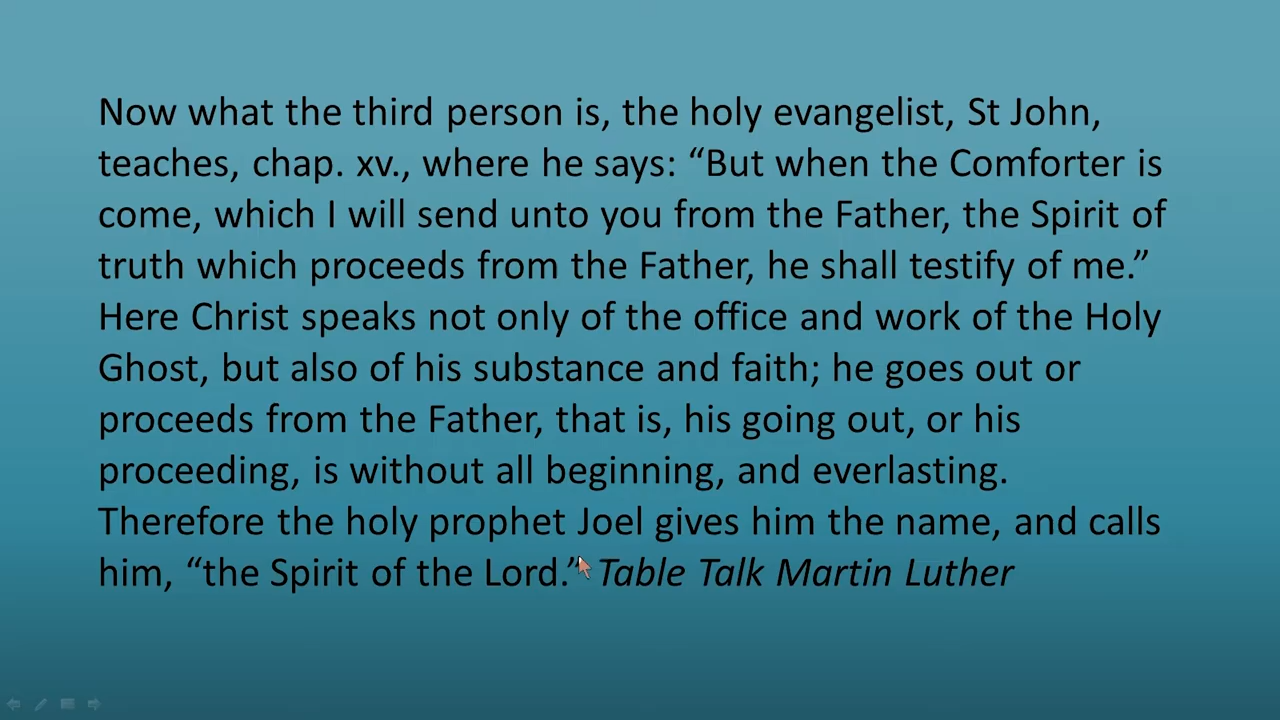 Now what the third person is, the holy evangelist, St John,
teaches, chap. xv., where he says: “But when the Comforter is
come, which I will send unto you from the Father, the Spirit of
truth which proceeds from the Father, he shall testify of me.”
Here Christ speaks not only of the office and work of the Holy
Ghost, but also of his substance and faith; he goes out or
proceeds from the Father, that is, his going out, or his
proceeding, is without all beginning, and everlasting.
Therefore the holy prophet Joel gives him the name, and calls
him, “the Spirit of the Lord.” Table Talk Martin Luther